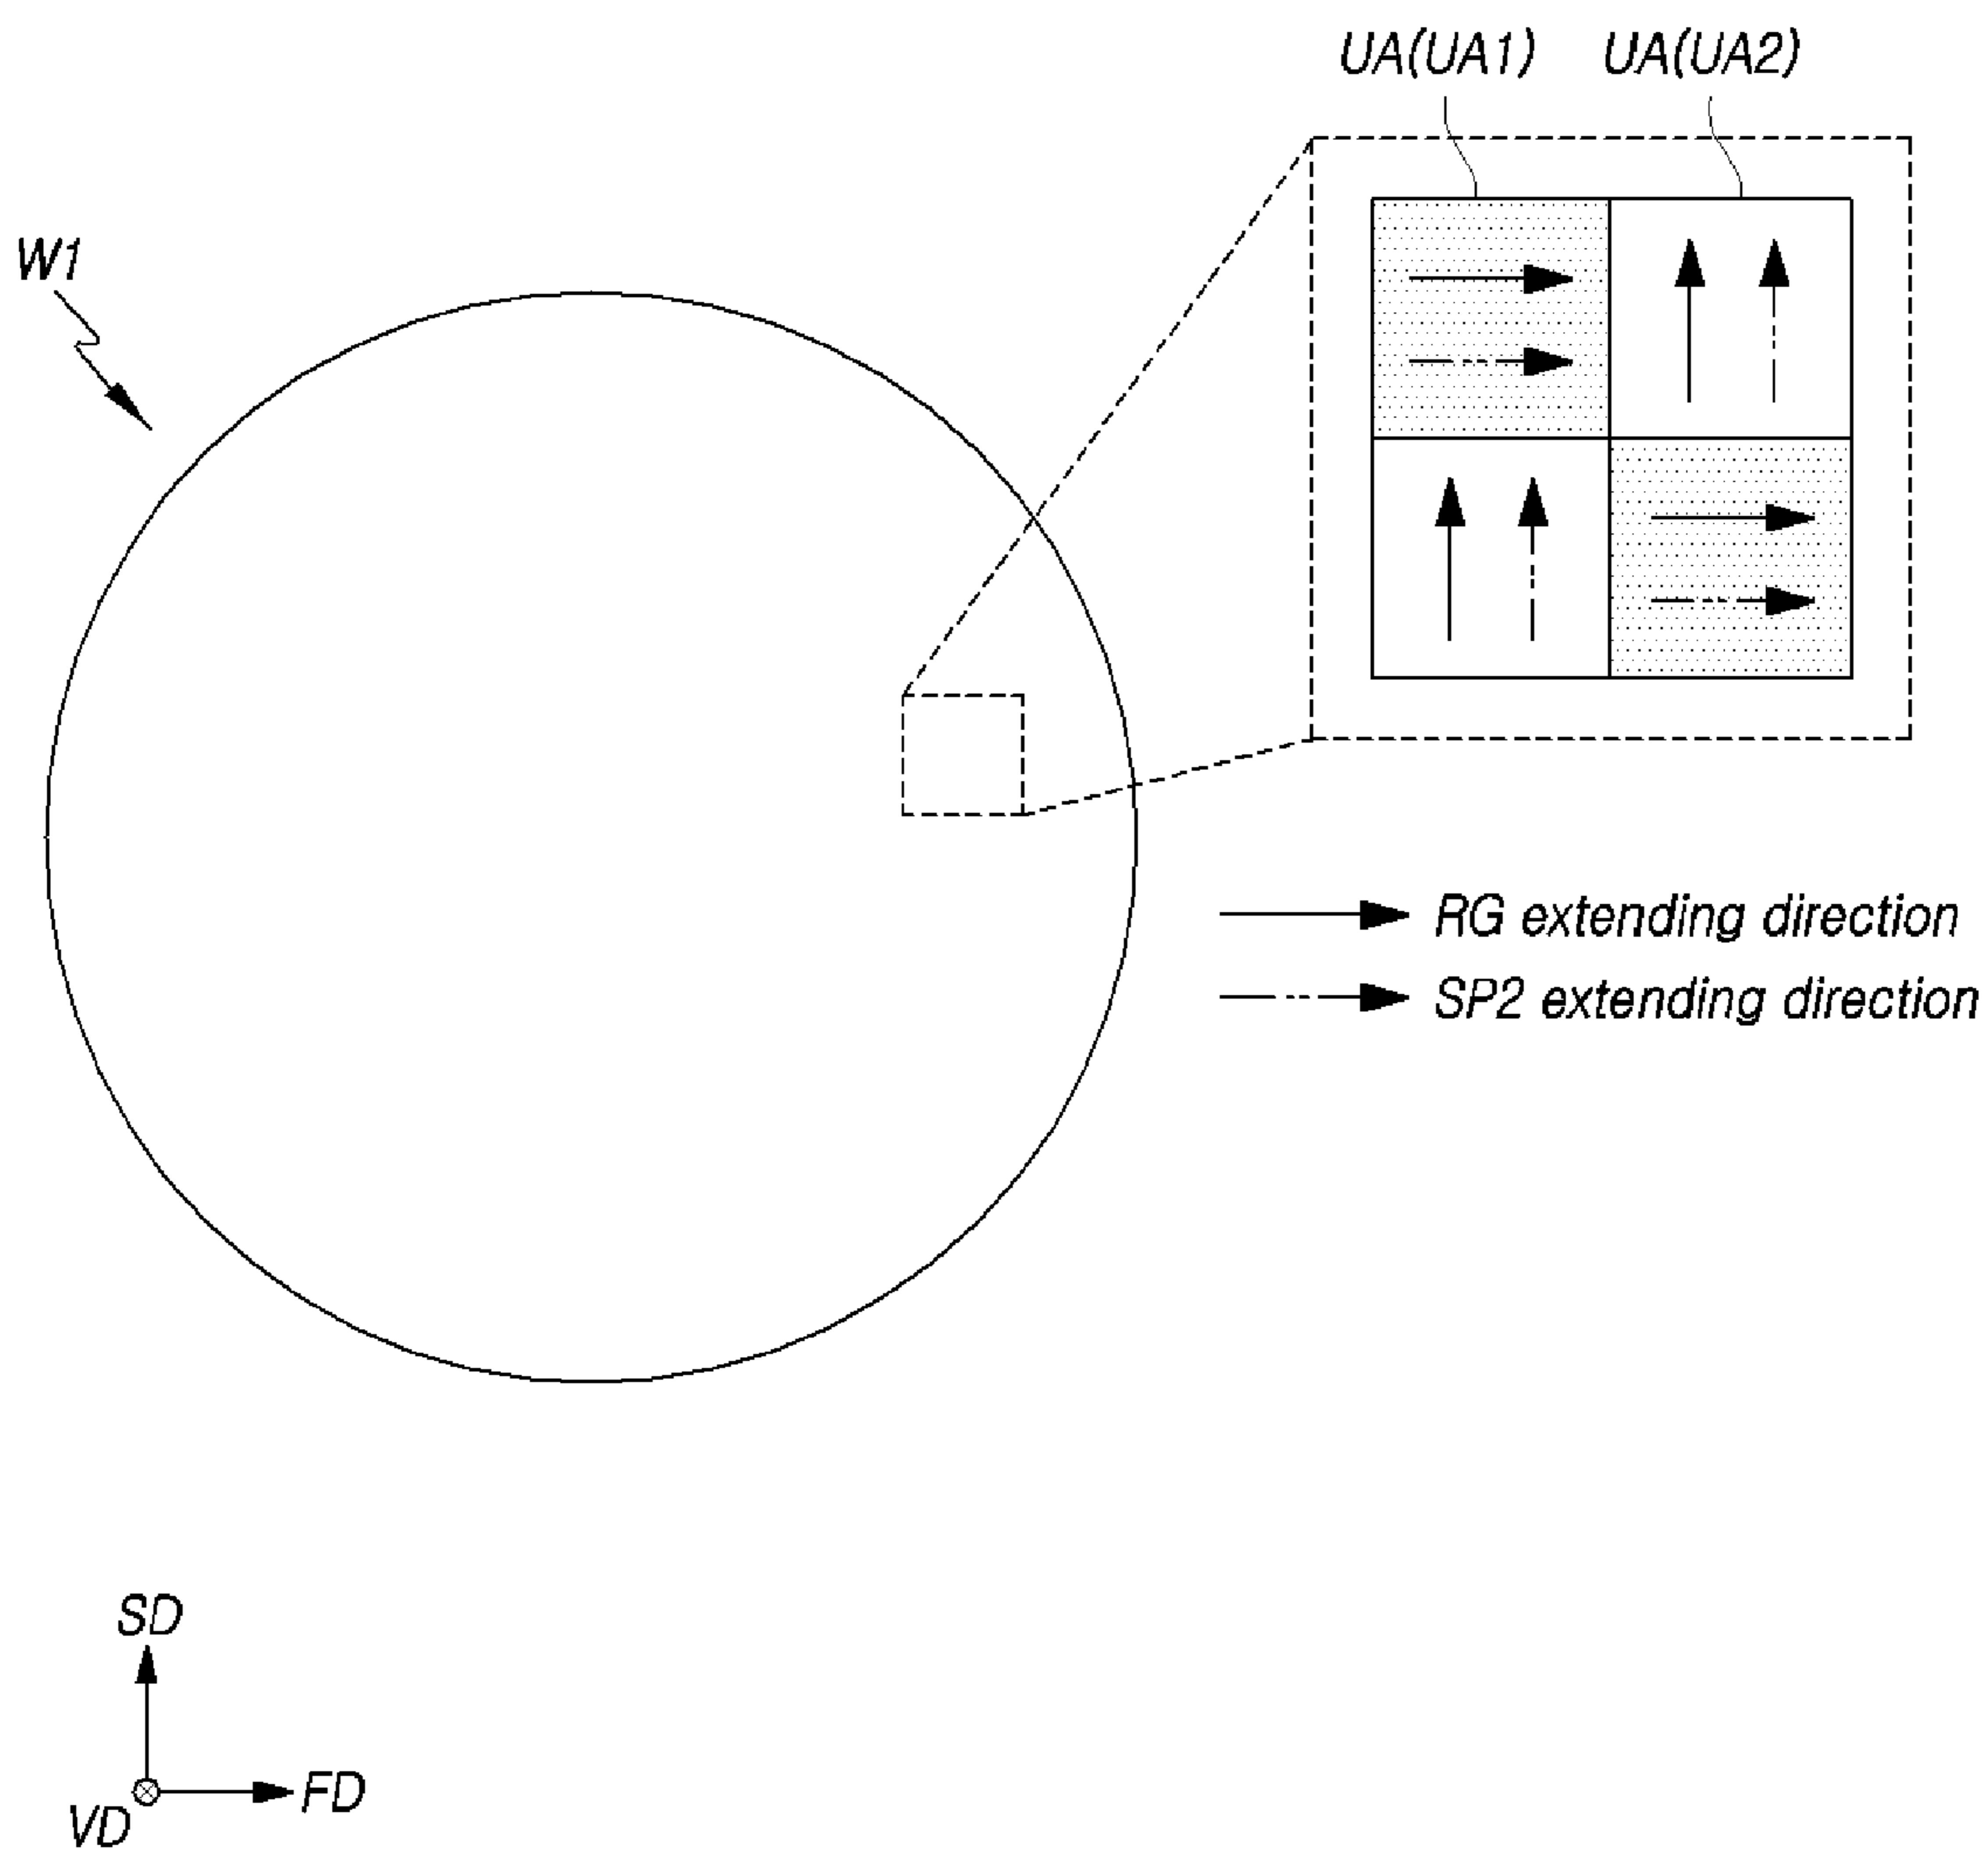 UA(UA1) UA(UA2)
W1
RG extending direction
SP2 extending direction
SD
FD
VD